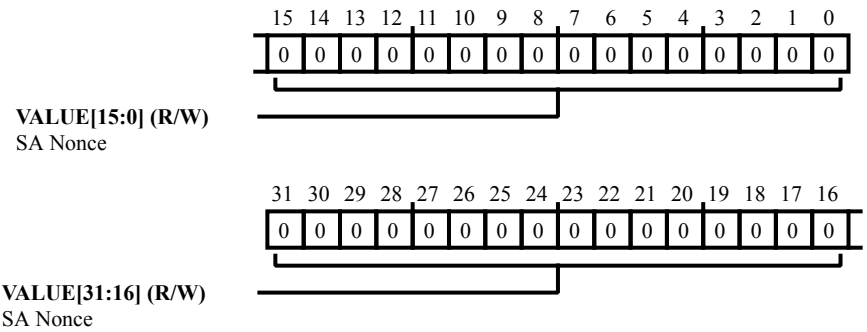 15 14 13 12 11 10 9 8 7 6 5 4 3 2 1 0
0 0 0 0 0 0 0 0 0 0 0 0 0 0 0 0
VALUE[15:0] (R/W)
SA Nonce
31 30 29 28 27 26 25 24 23 22 21 20 19 18 17 16
0 0 0 0 0 0 0 0 0 0 0 0 0 0 0 0
VALUE[31:16] (R/W)
SA Nonce